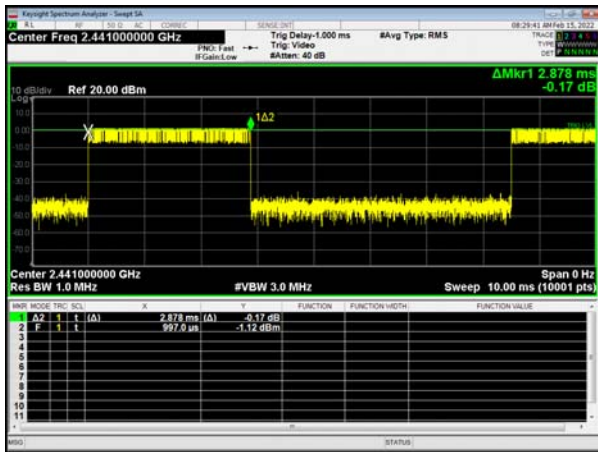 Keysight Spectrum Analyzer - Swept SA
RL RF 50 Ω AC CORREC SENSE:INT 08:29:41 AM Feb 15, 2022
Center Freq 2.441000000 GHz Trig Delay-1.000 ms #Avg Type: RMS TRACE 1 2 3 4 5 6
PNO: Fast Trig: Video TYPE WWWWWW
IFGain:Low #Atten: 40 dB DET P N N N N N
ΔMkr1 2.878 ms
10 dB/div Ref 20.00 dBm -0.17 dB
Log
10.0
1Δ2
0.00
-10.0
-20.0
-30.0
-40.0
-50.0
-60.0
-70.0
Center 2.441000000 GHz Span 0 Hz
Res BW 1.0 MHz #VBW 3.0 MHz Sweep 10.00 ms (10001 pts)
MKR MODE TRC SCL X Y FUNCTION FUNCTION WIDTH FUNCTION VALUE
1 Δ2 1 t (Δ) 2.878 ms (Δ) -0.17 dB
2 F 1 t 997.0 µs -1.12 dBm
3
4
5
6
7
8
9
10
11
MSG STATUS